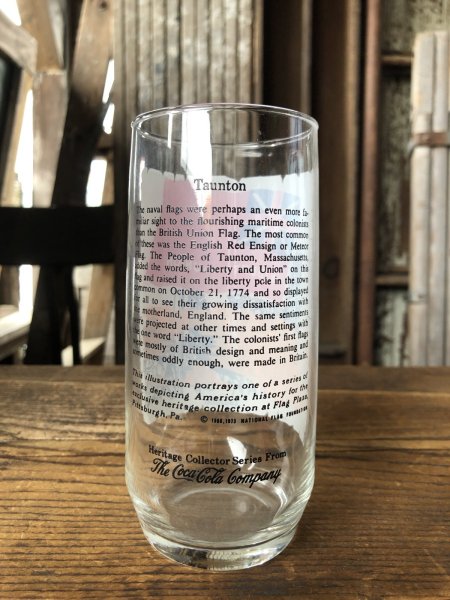 Taunton
The naval flags were perhaps an even more fa-
miliar sight to the flourishing maritime colonists
than the British Union Flag. The most common
of these was the English Red Ensign or Meteor
Flag. The People of Taunton, Massachusetts,
added the words, "Liberty and Union" on this
flag and raised it on the liberty pole in the town
common on October 21, 1774 and so displayed
for all to see their growing dissatisfaction with
the motherland, England. The same sentiments
were projected at other times and settings with
the one word "Liberty." The colonists' first flags
were mostly of British design and meaning and
sometimes oddly enough, were made in Britain.
This illustration portrays one of a series of
works depicting America's history for the
exclusive heritage collection at Flag Plaza,
Pittsburgh, Pa. © 1968, 1973 NATIONAL FLAG FOUNDATION
Heritage Collector Series From
The Coca-Cola Company